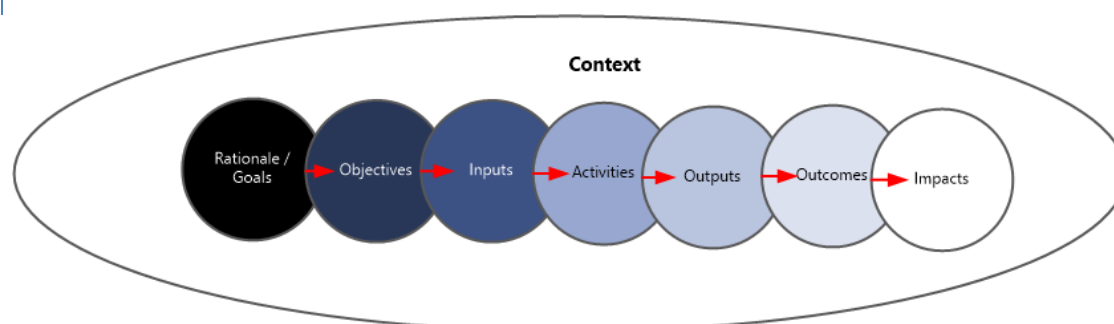 Context
Rationale /
Goals
Objectives
Inputs
Activities
Outputs
Outcomes
Impacts